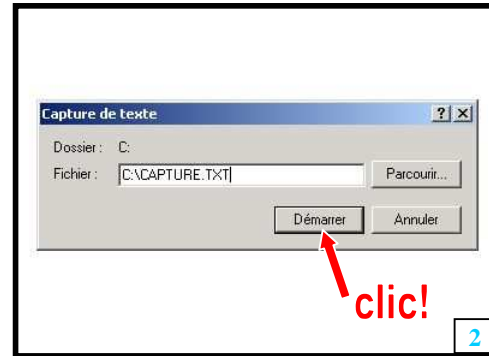 Capture de texte
Dossier : C:
Fichier : C:\CAPTURE.TXT Parcourir...
Démarrer Annuler
clic!
2